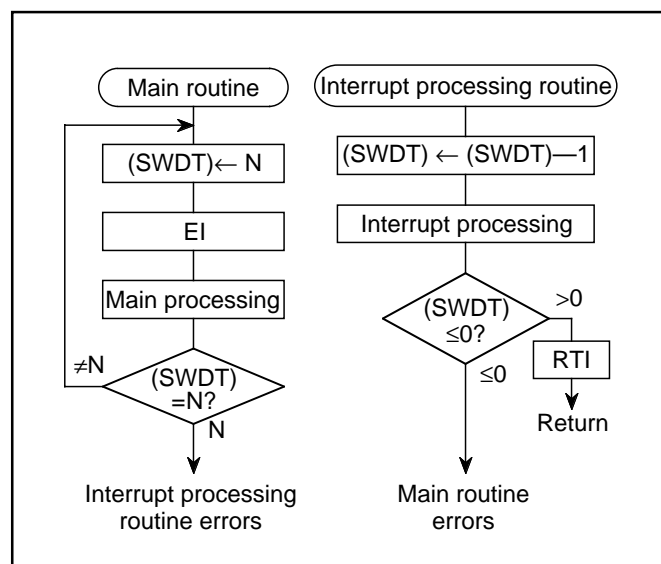 Main routine
(SWDT)← N
EI
Main processing
≠N
(SWDT)
=N?
N
Interrupt processing
routine errors
Interrupt processing routine
(SWDT) ← (SWDT)—1
Interrupt processing
(SWDT)
≤0?
>0
≤0
RTI
Return
Main routine
errors